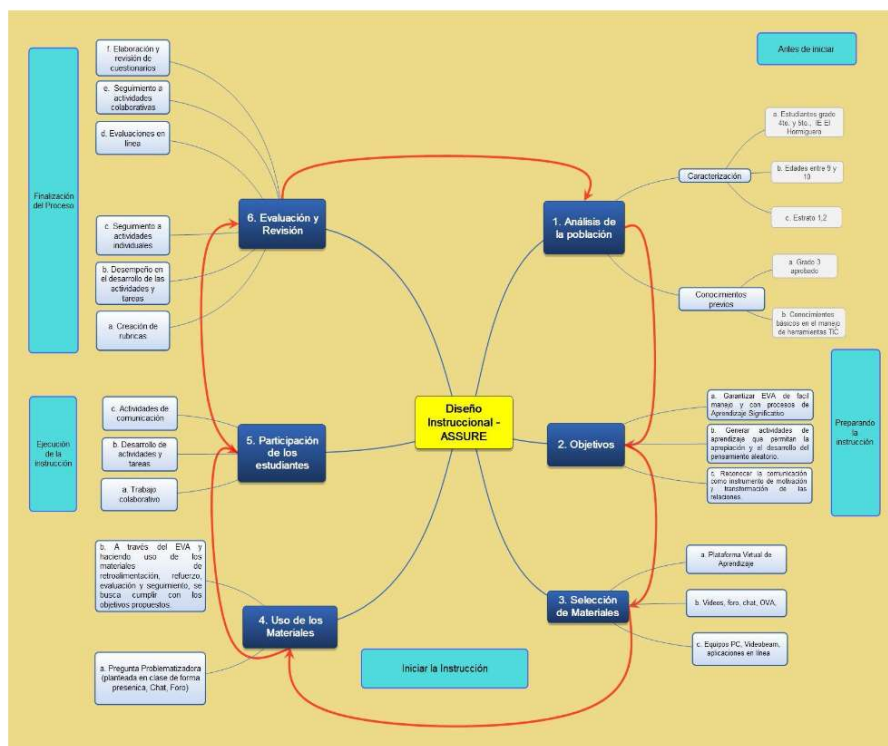 Antes de iniciar
1. Análisis de
la población
Caracterización
a. Estudiantes grado
4to. y 5to., IE El
Hormiguero
b. Edades entre 9 y
10
c. Estrato 1,2
Conocimientos
previos
a. Grado 3
aprobado
b. Conocimientos
básicos en el manejo
de herramientas TIC
Preparando
la
instrucción
Diseño
Instruccional -
ASSURE
2. Objetivos
a. Garantizar EVA de facil
manejo y con procesos de
Aprendizaje Significativo
b. Generar actividades de
aprendizaje que permitan la
apropiación y el desarrollo del
pensamiento aleatorio.
c. Reconocer la comunicación
como instrumento de motivación
y transformación de las
relaciones
3. Selección
de Materiales
a. Plataforma Virtual de
Aprendizaje
b. Videos, foro, chat, OVA,
c. Equipos PC, Videobeam,
aplicaciones en línea
Iniciar la Instrucción
4. Uso de los
Materiales
b. A través del EVA y
haciendo uso de los
materiales de
retroalimentación, refuerzo,
evaluación y seguimiento, se
busca cumplir con los
objetivos propuestos.
a. Pregunta Problematizadora
(planteada en clase de forma
presenica, Chat, Foro)
Ejecución
de la
instrucción
5. Participación
de los
estudiantes
c. Actividades de
comunicación
b. Desarrollo de
actividades y
tareas
a. Trabajo
colaborativo
Finalización
del Proceso
6. Evaluación y
Revisión
f. Elaboración y
revisión de
cuestionarios
e. Seguimiento a
actividades
colaborativas
d. Evaluaciones en
línea
c. Seguimiento a
actividades
individuales
b. Desempeño en
el desarrollo de las
actividades y
tareas
a. Creación de
rubricas